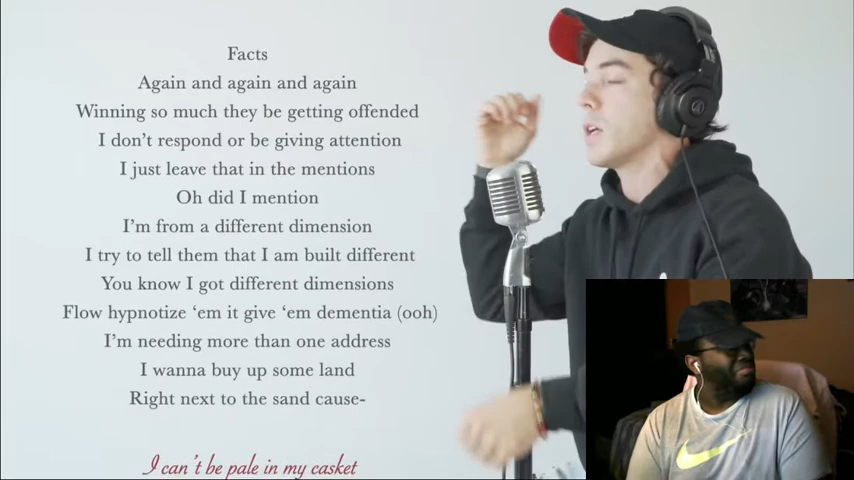 Facts
Again and again and again
Winning so much they be getting offended
I don't respond or be giving attention
I just leave that in the mentions
Oh did I mention
I'm from a different dimension
I try to tell them that I am built different
You know I got different dimensions
Flow hypnotize 'em it give 'em dementia (ooh)
I'm needing more than one address
I wanna buy up some land
Right next to the sand cause-
I can't be pale in my casket